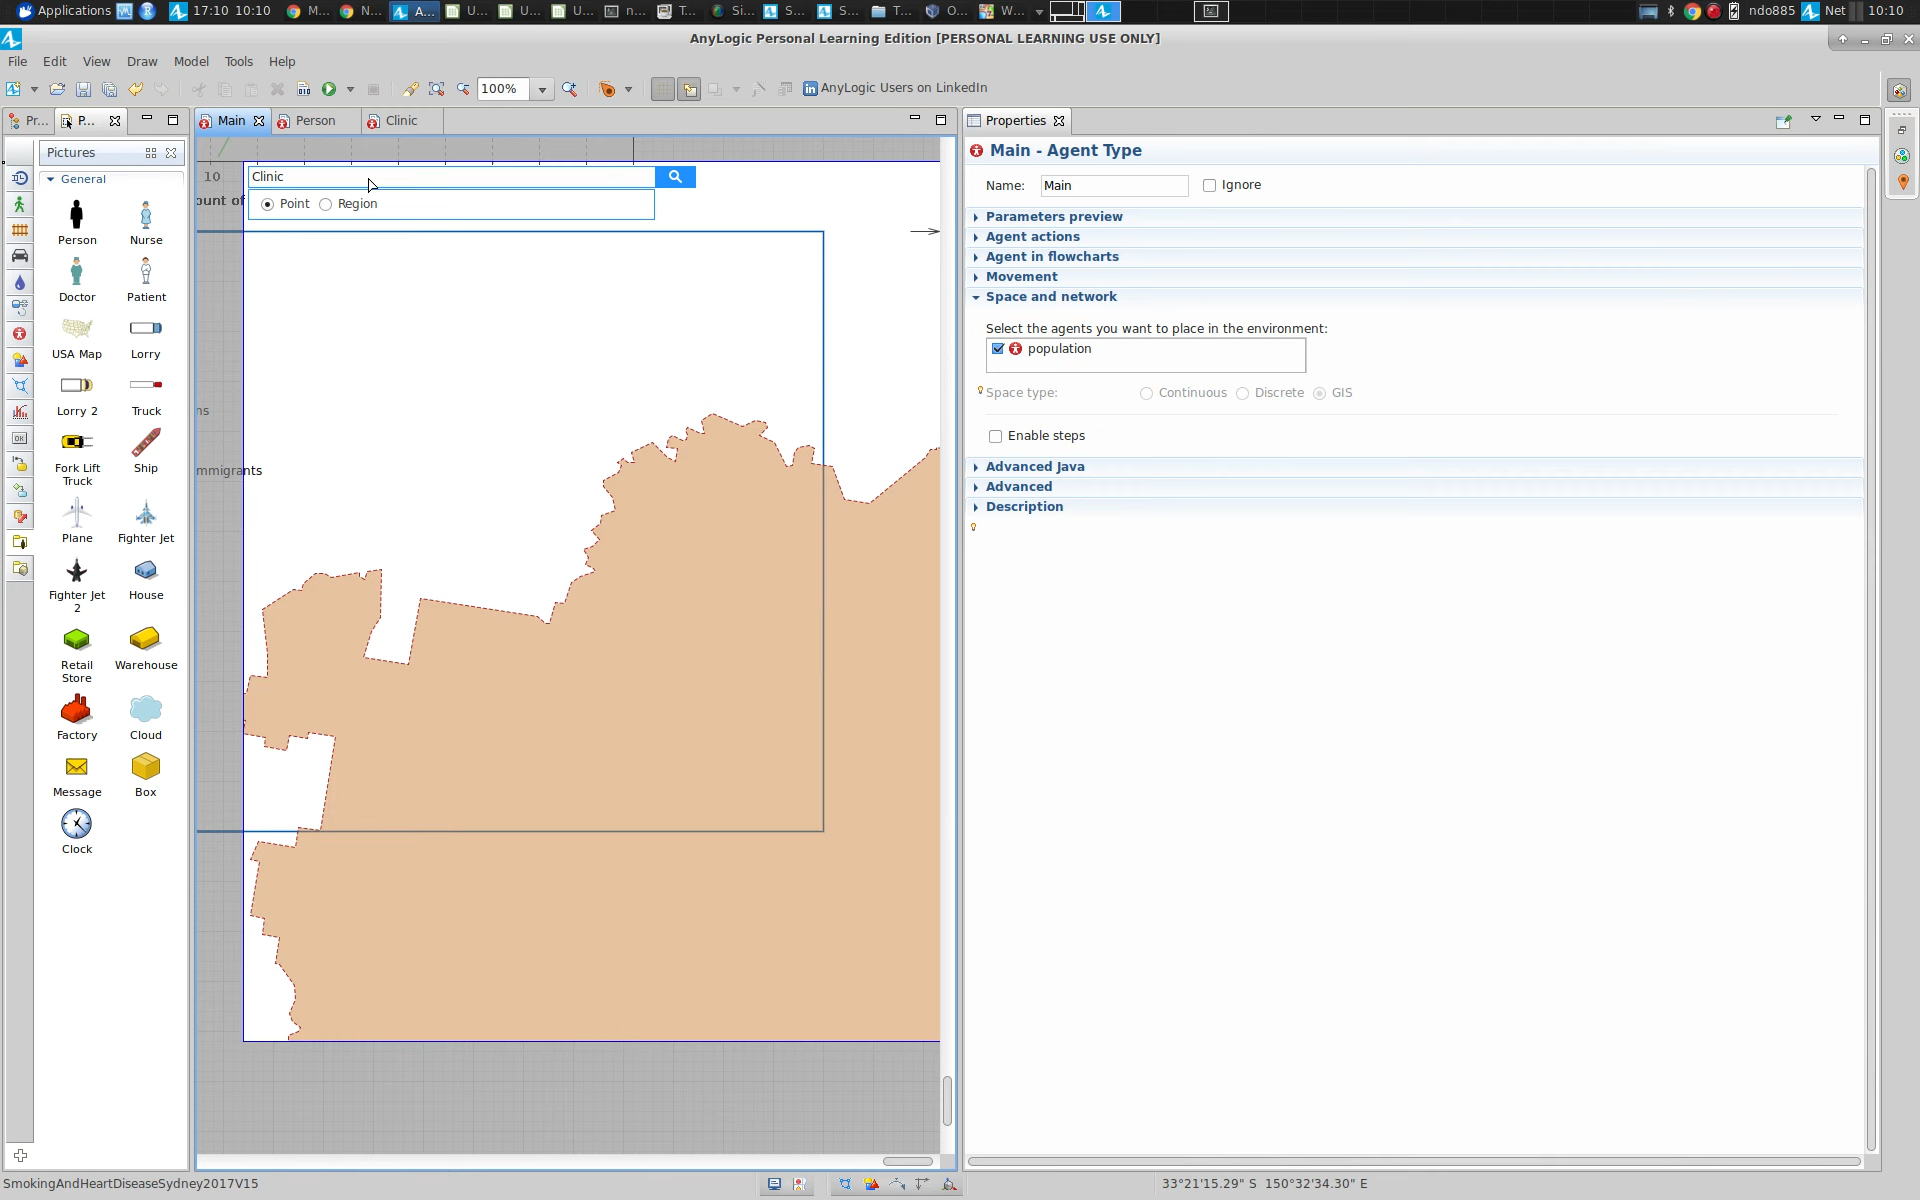 Applications 17:10 10:10 M... N... A... U... U... U... n... T... Si... S... S... T... O... W... ndo885 Net 10:10
AnyLogic Personal Learning Edition [PERSONAL LEARNING USE ONLY]
File Edit View Draw Model Tools Help
100% AnyLogic Users on LinkedIn
Pr... P... Main Person Clinic Properties
Pictures
General
Person Nurse
Doctor Patient
USA Map Lorry
Lorry 2 Truck
Fork Lift Truck Ship
Plane Fighter Jet
Fighter Jet 2 House
Retail Store Warehouse
Factory Cloud
Message Box
Clock
10 Clinic
ount of Point Region
ns
mmigrants
Main - Agent Type
Name: Main Ignore
Parameters preview
Agent actions
Agent in flowcharts
Movement
Space and network
Select the agents you want to place in the environment:
population
Space type: Continuous Discrete GIS
Enable steps
Advanced Java
Advanced
Description
SmokingAndHeartDiseaseSydney2017V15 33°21'15.29" S 150°32'34.30" E